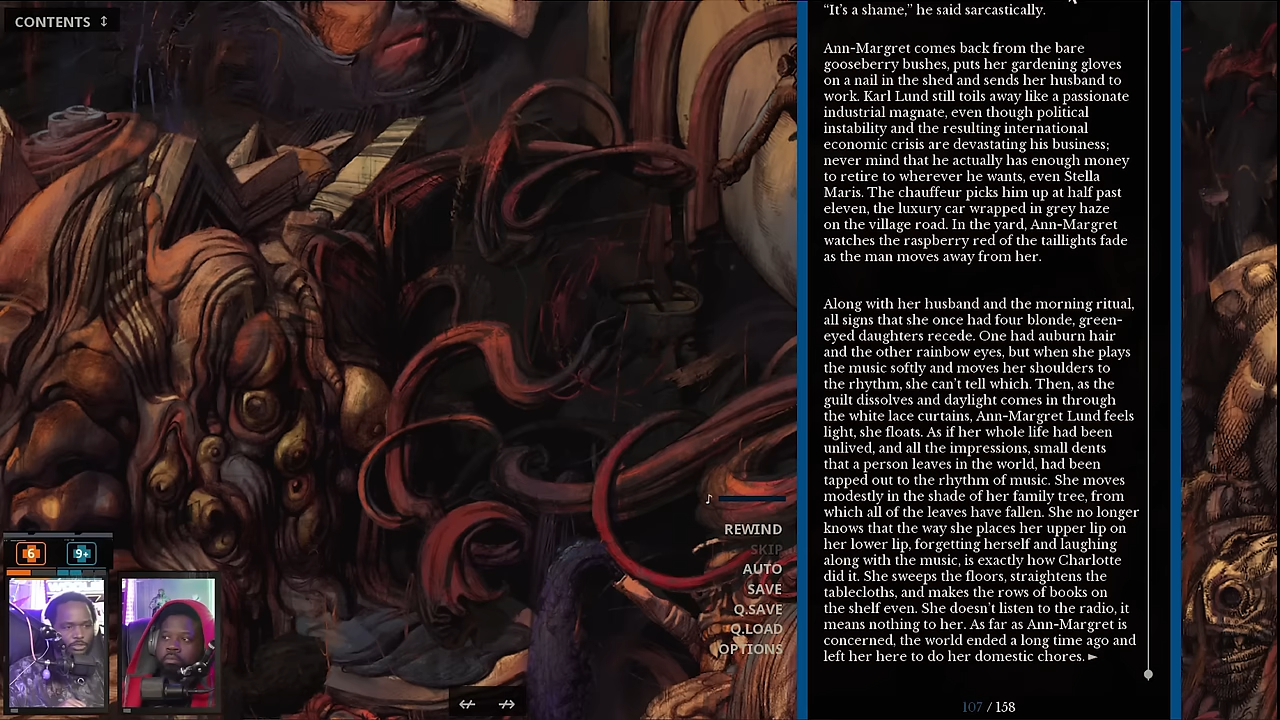 CONTENTS
“It’s a shame,” he said sarcastically.
Ann-Margret comes back from the bare
gooseberry bushes, puts her gardening gloves
on a nail in the shed and sends her husband to
work. Karl Lund still toils away like a passionate
industrial magnate, even though political
instability and the resulting international
economic crisis are devastating his business;
never mind that he actually has enough money
to retire to wherever he wants, even Stella
Maris. The chauffeur picks him up at half past
eleven, the luxury car wrapped in grey haze
on the village road. In the yard, Ann-Margret
watches the raspberry red of the taillights fade
as the man moves away from her.
Along with her husband and the morning ritual,
all signs that she once had four blonde, green-
eyed daughters recede. One had auburn hair
and the other rainbow eyes, but when she plays
the music softly and moves her shoulders to
the rhythm, she can’t tell which. Then, as the
guilt dissolves and daylight comes in through
the white lace curtains, Ann-Margret Lund feels
light, she floats. As if her whole life had been
unlived, and all the impressions, small dents
that a person leaves in the world, had been
tapped out to the rhythm of music. She moves
modestly in the shade of her family tree, from
which all of the leaves have fallen. She no longer
knows that the way she places her upper lip on
her lower lip, forgetting herself and laughing
along with the music, is exactly how Charlotte
did it. She sweeps the floors, straightens the
tablecloths, and makes the rows of books on
the shelf even. She doesn’t listen to the radio, it
means nothing to her. As far as Ann-Margret is
concerned, the world ended a long time ago and
left her here to do her domestic chores. ►
REWIND
SKIP
AUTO
SAVE
Q.SAVE
Q.LOAD
OPTIONS
6
9+
107 / 158